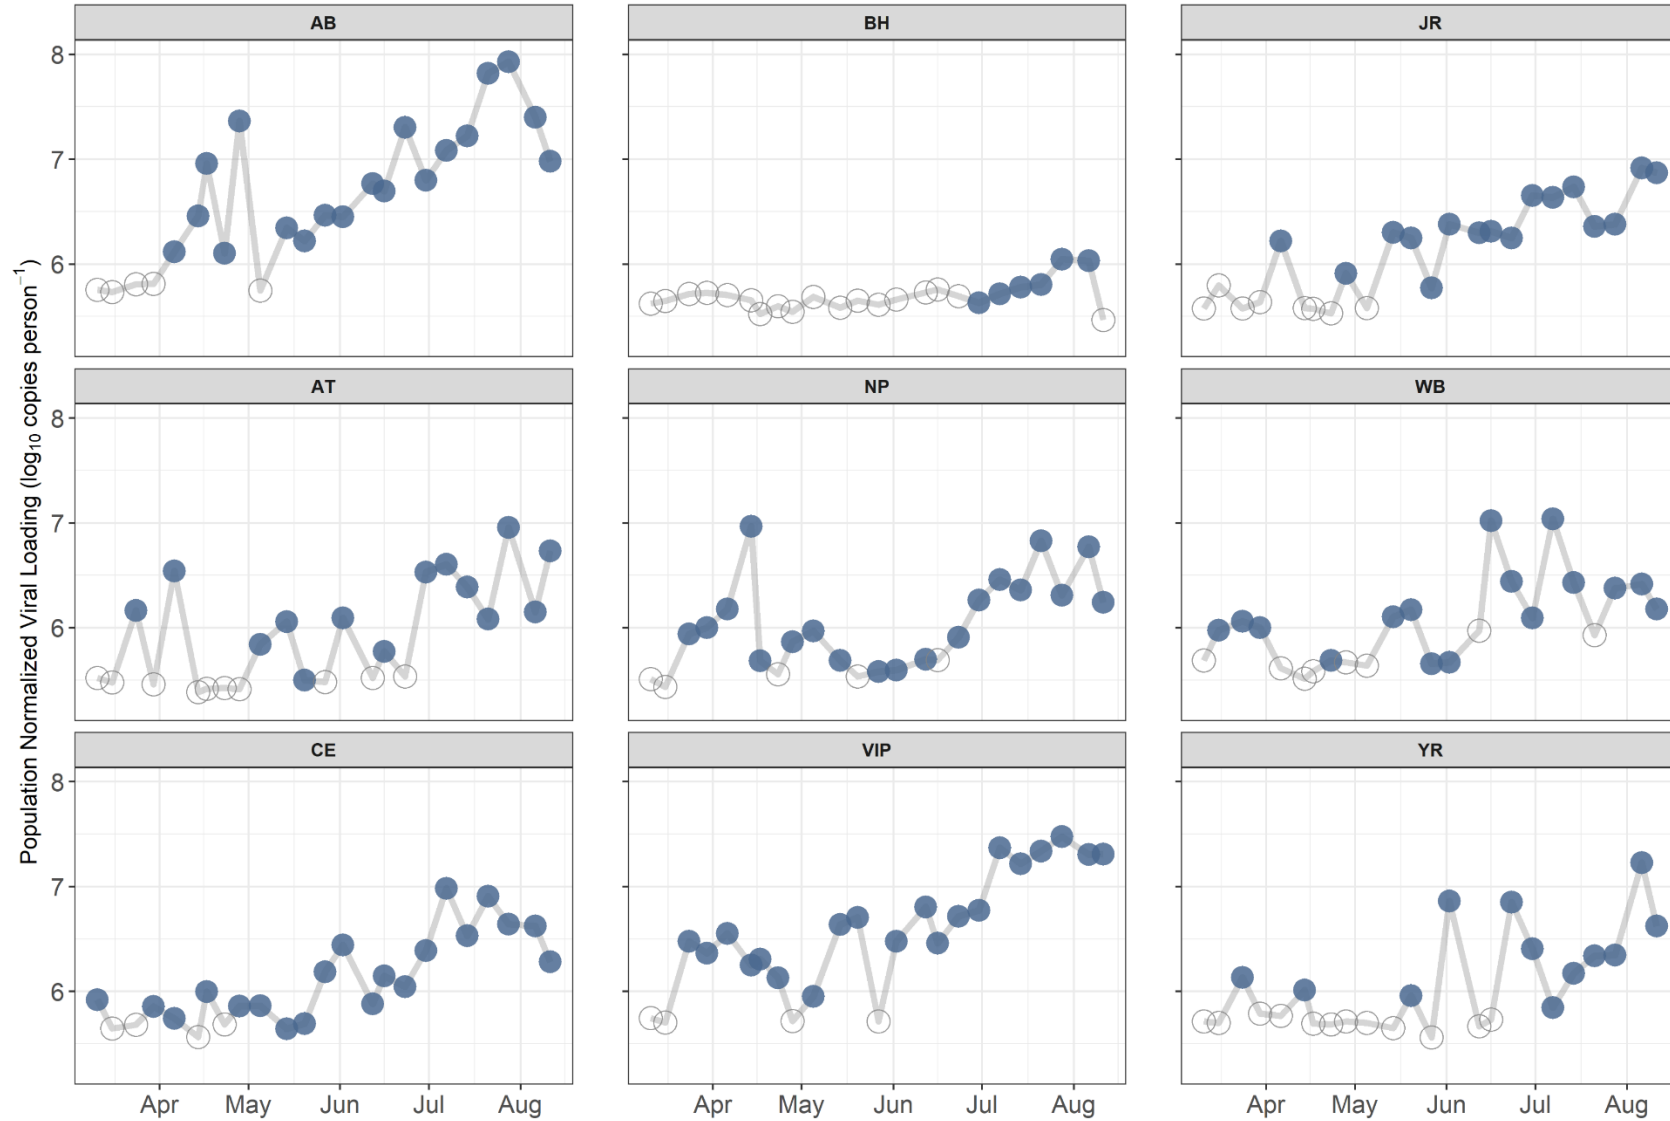 AB BH JR
8
7
6
AT NP WB
8
7
6
CE VIP YR
8
7
6
Apr May Jun Jul Aug Apr May Jun Jul Aug Apr May Jun Jul Aug
Population Normalized Viral Loading (log₁₀ copies person⁻¹)